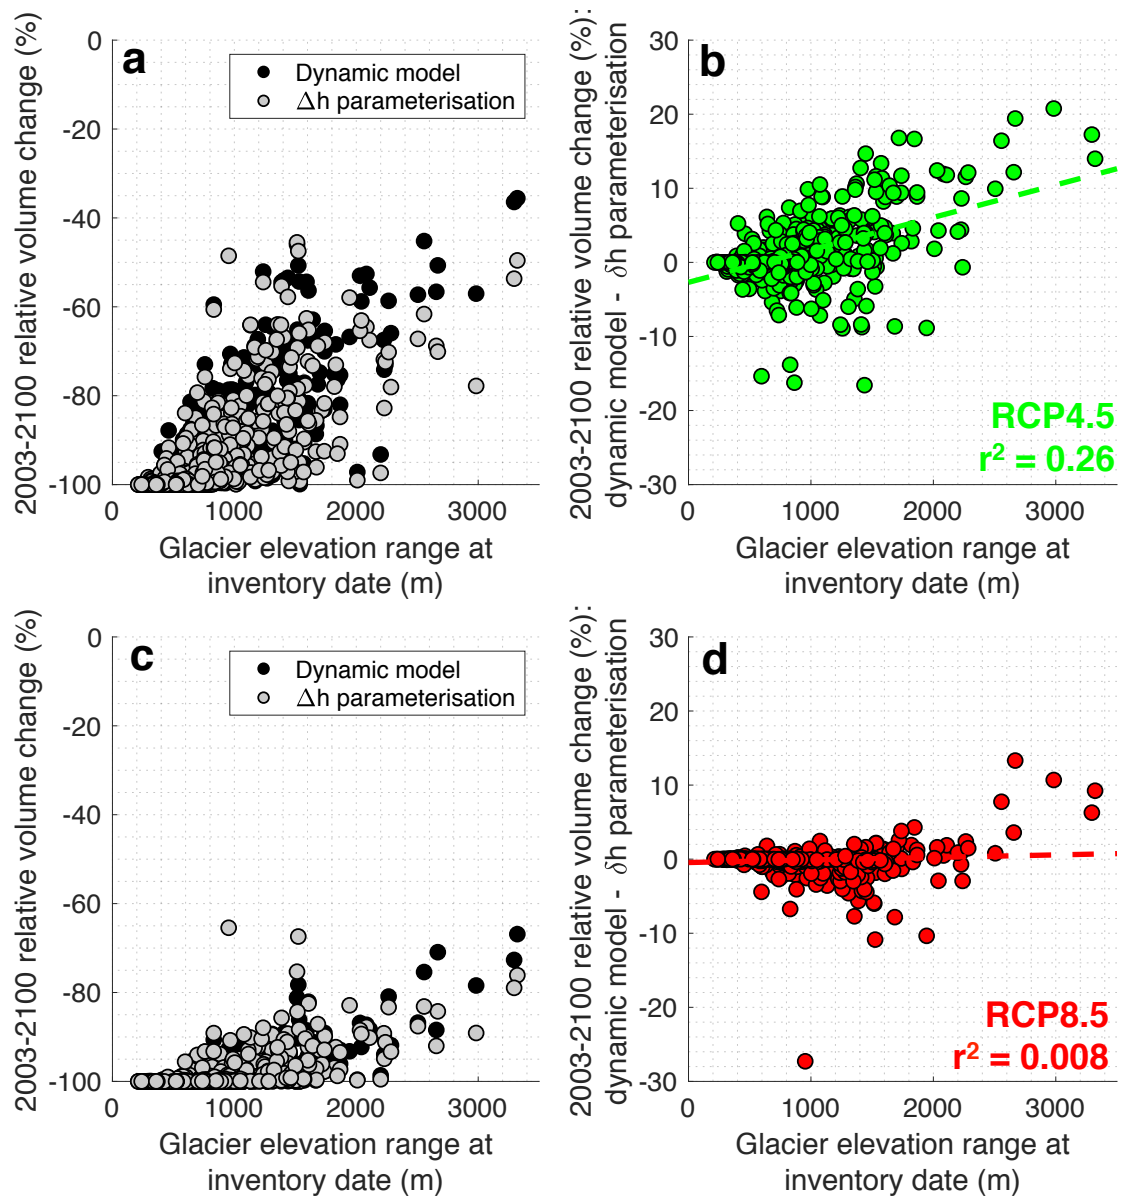 a
2003-2100 relative volume change (%)
0
-20
-40
-60
-80
-100
Dynamic model
Δh parameterisation
0
1000
2000
3000
Glacier elevation range at
inventory date (m)
b
2003-2100 relative volume change (%):
dynamic model - δh parameterisation
30
20
10
0
-10
-20
-30
RCP4.5
r² = 0.26
0
1000
2000
3000
Glacier elevation range at
inventory date (m)
c
2003-2100 relative volume change (%)
0
-20
-40
-60
-80
-100
Dynamic model
Δh parameterisation
0
1000
2000
3000
Glacier elevation range at
inventory date (m)
d
2003-2100 relative volume change (%):
dynamic model - δh parameterisation
30
20
10
0
-10
-20
-30
RCP8.5
r² = 0.008
0
1000
2000
3000
Glacier elevation range at
inventory date (m)